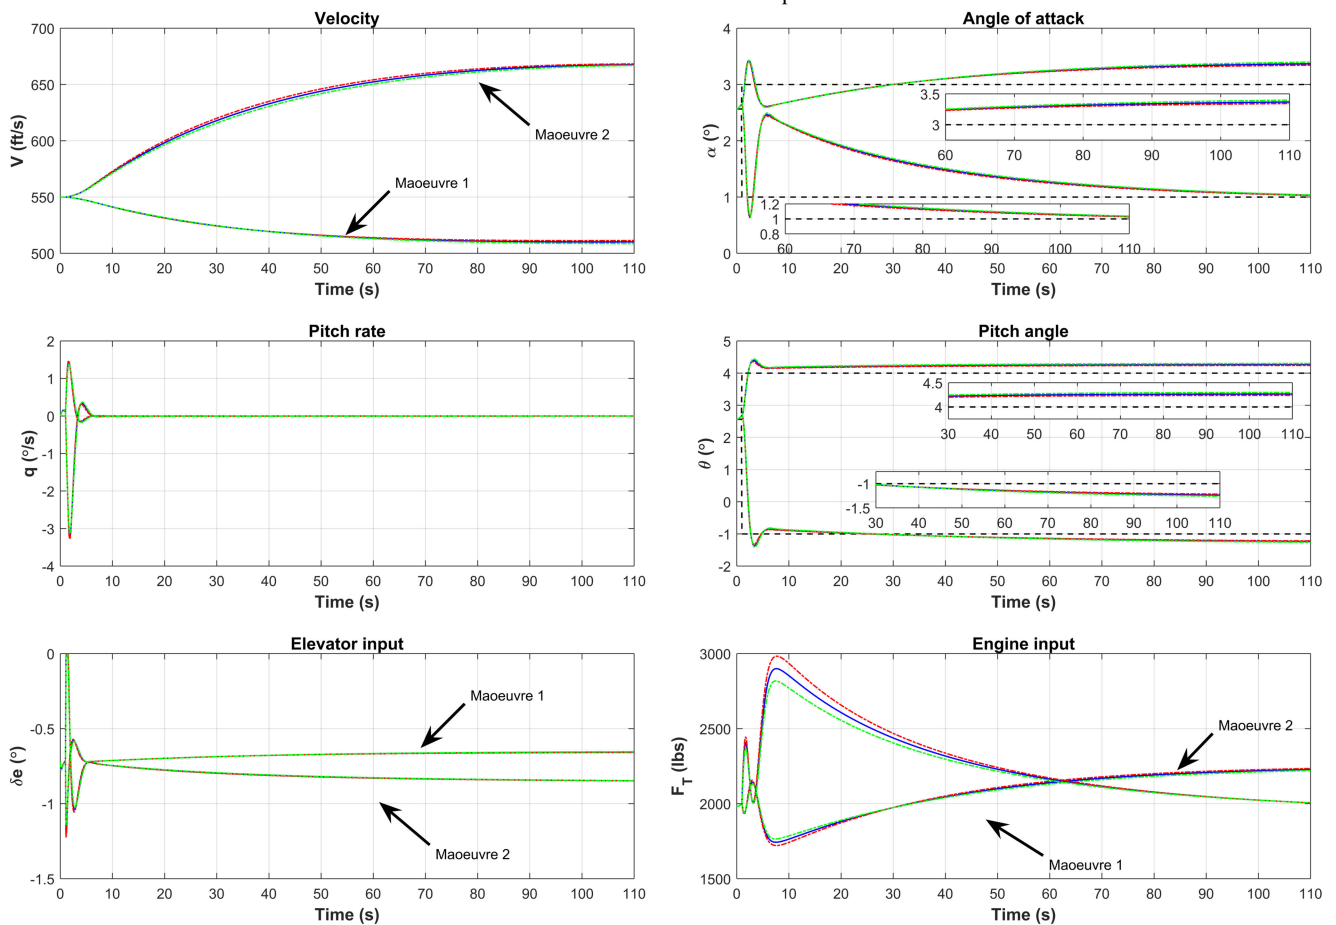 Velocity
700
650
600
550
500
V (ft/s)
Maoeuvre 2
Maoeuvre 1
0 10 20 30 40 50 60 70 80 90 100 110
Time (s)
Angle of attack
4
3
2
1
0
α (°)
3.5
3
60 70 80 90 100 110
1.2
1
0.8
60 70 80 90 100 110
0 10 20 30 40 50 60 70 80 90 100 110
Time (s)
Pitch rate
2
1
0
-1
-2
-3
-4
q (°/s)
0 10 20 30 40 50 60 70 80 90 100 110
Time (s)
Pitch angle
5
4
3
2
1
0
-1
-2
θ (°)
4.5
4
30 40 50 60 70 80 90 100 110
-1
-1.5
30 40 50 60 70 80 90 100 110
0 10 20 30 40 50 60 70 80 90 100 110
Time (s)
Elevator input
0
-0.5
-1
-1.5
δe (°)
Maoeuvre 1
Maoeuvre 2
0 10 20 30 40 50 60 70 80 90 100 110
Time (s)
Engine input
3000
2500
2000
1500
F_T (lbs)
Maoeuvre 2
Maoeuvre 1
0 10 20 30 40 50 60 70 80 90 100 110
Time (s)